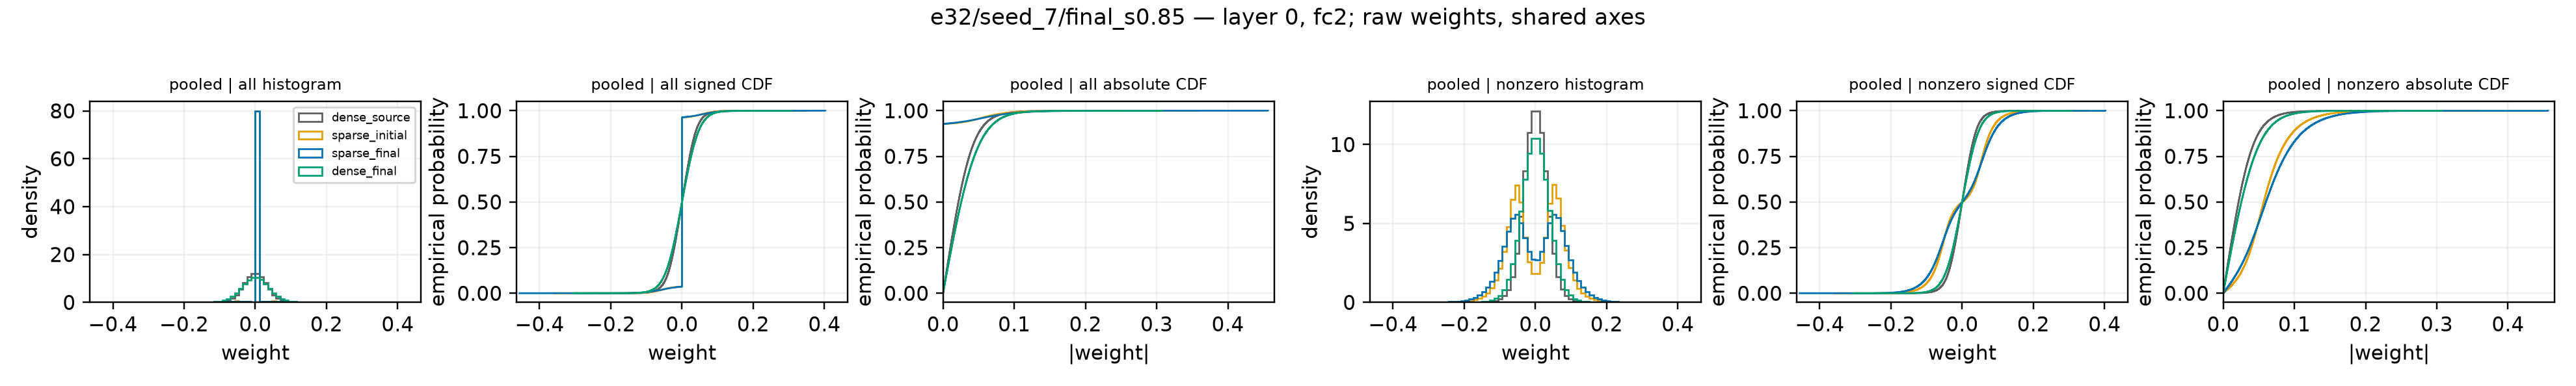 e32/seed_7/final_s0.85 — layer 0, fc2; raw weights, shared axes
pooled | all histogram
density
80
60
40
20
0
−0.4 −0.2 0.0 0.2 0.4
weight
dense_source
sparse_initial
sparse_final
dense_final
pooled | all signed CDF
empirical probability
1.00
0.75
0.50
0.25
0.00
−0.4 −0.2 0.0 0.2 0.4
weight
pooled | all absolute CDF
empirical probability
1.00
0.75
0.50
0.25
0.00
0.0 0.1 0.2 0.3 0.4
|weight|
pooled | nonzero histogram
density
10
5
0
−0.4 −0.2 0.0 0.2 0.4
weight
pooled | nonzero signed CDF
empirical probability
1.00
0.75
0.50
0.25
0.00
−0.4 −0.2 0.0 0.2 0.4
weight
pooled | nonzero absolute CDF
empirical probability
1.00
0.75
0.50
0.25
0.00
0.0 0.1 0.2 0.3 0.4
|weight|